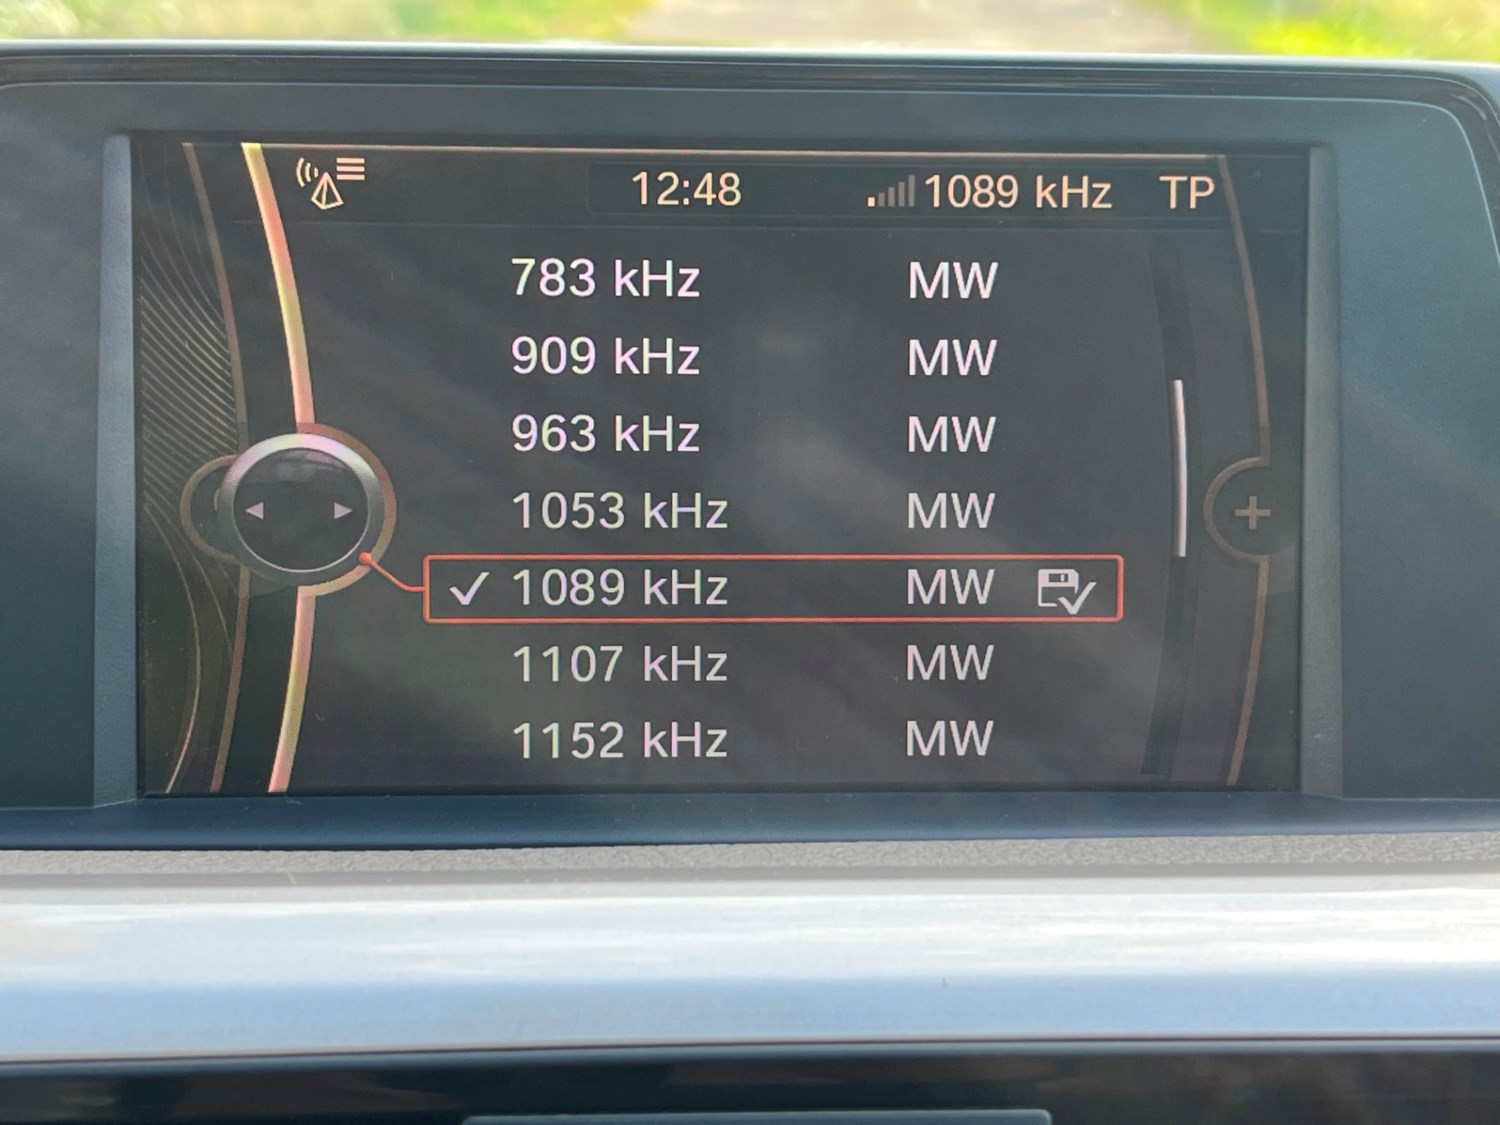 12:48 1089 kHz TP
783 kHz MW
909 kHz MW
963 kHz MW
1053 kHz MW
1089 kHz MW
1107 kHz MW
1152 kHz MW